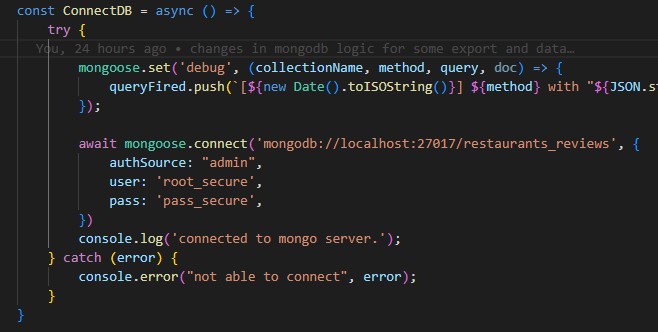 const ConnectDB = async () => {
try {
You, 24 hours ago • changes in mongodb logic for some export and data…
mongoose.set('debug', (collectionName, method, query, doc) => {
queryFired.push(`[${new Date().toISOString()}] ${method} with "${JSON.st
});
await mongoose.connect('mongodb://localhost:27017/restaurants_reviews', {
authSource: "admin",
user: 'root_secure',
pass: 'pass_secure',
})
console.log('connected to mongo server.');
} catch (error) {
console.error("not able to connect", error);
}
}